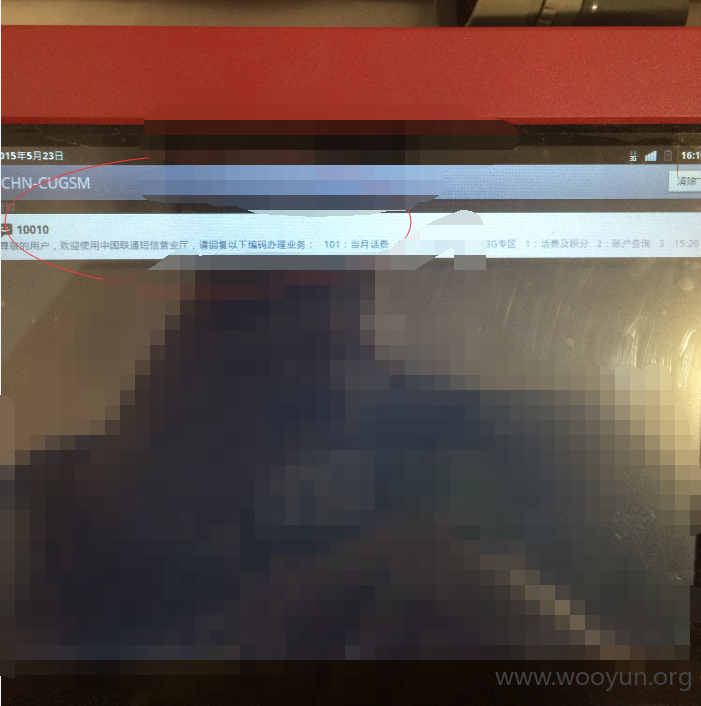 015年5月23日 3G 16:1
CHN-CUGSM 清除
10010
尊敬的用户，欢迎使用中国联通短信营业厅，请回复以下编码办理业务： 101：当月话费 3G专区 1：话费及积分 2：账户查询 3 15:20
www.wooyun.org